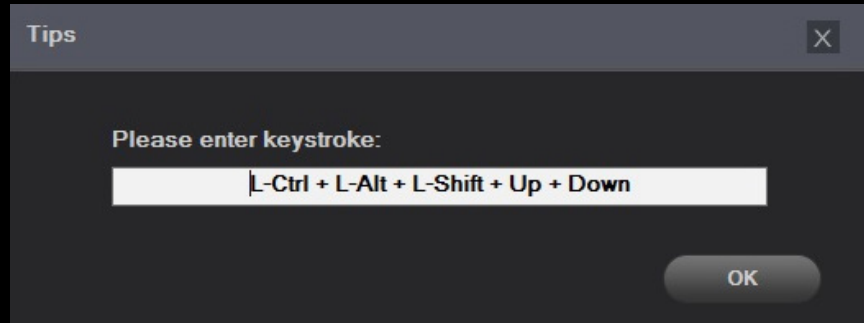 Tips
X
Please enter keystroke:
L-Ctrl + L-Alt + L-Shift + Up + Down
OK